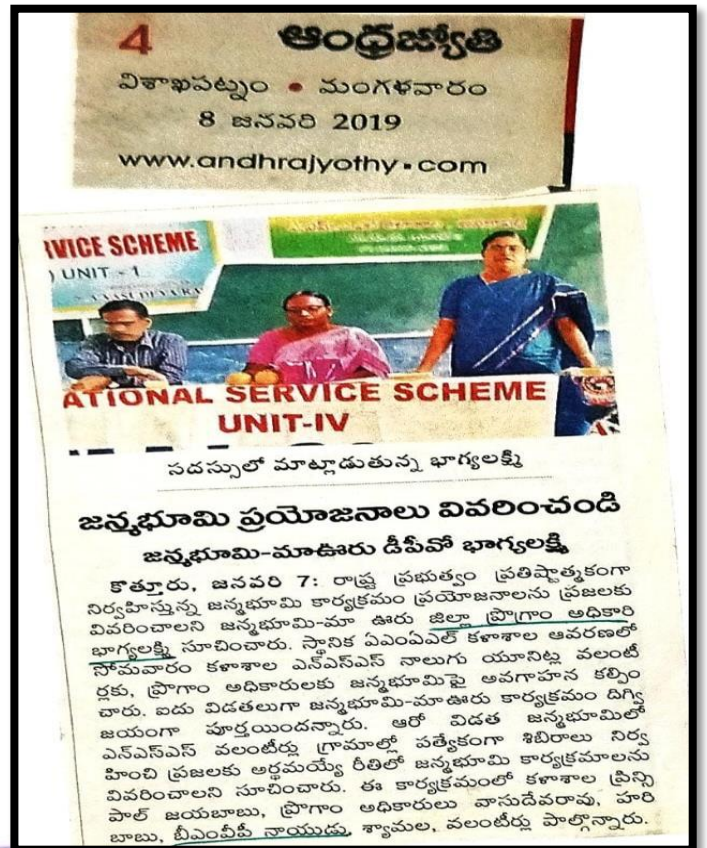 4 ఆంధ్రజ్యోతి
విశాఖపట్నం • మంగళవారం
8 జనవరి 2019
www.andhrajyothy.com
RVICE SCHEME
) UNIT - 1
ATIONAL SERVICE SCHEME
UNIT-IV
సదస్సులో మాట్లాడుతున్న భాగ్యలక్ష్మి
జన్మభూమి ప్రయోజనాలు వివరించండి
జన్మభూమి-మాఊరు డీపీవో భాగ్యలక్ష్మి
కొత్తూరు, జనవరి 7: రాష్ట్ర ప్రభుత్వం ప్రతిష్టాత్మకంగా
నిర్వహిస్తున్న జన్మభూమి కార్యక్రమం ప్రయోజనాలను ప్రజలకు
వివరించాలని జన్మభూమి-మా ఊరు జిల్లా ప్రొగ్రాం అధికారి
భాగ్యలక్ష్మి సూచించారు. స్థానిక ఏఎంఏఎల్ కళాశాల ఆవరణలో
సోమవారం కళాశాల ఎన్ఎస్ఎస్ నాలుగు యూనిట్ల వలంటీ
ర్లకు, ప్రొగాం అధికారులకు జన్మభూమిపై అవగాహన కల్పిం
చారు. ఐదు విడతలుగా జన్మభూమి-మాఊరు కార్యక్రమం దిగ్వి
జయంగా పూర్తయిందన్నారు. ఆరో విడత జన్మభూమిలో
ఎన్ఎస్ఎస్ వలంటీర్లు గ్రామాల్లో పత్యేకంగా శిబిరాలు నిర్వ
హించి ప్రజలకు అర్థమయ్యే రీతిలో జన్మభూమి కార్యక్రమాలను
వివరించాలని సూచించారు. ఈ కార్యక్రమంలో కళాశాల ప్రిన్సి
పాల్ జయబాబు, ప్రొగాం అధికారులు వాసుదేవరావు, హరి
బాబు, బీఎంవీపీ నాయుడు, శ్యామల, వలంటీర్లు పాల్గొన్నారు.